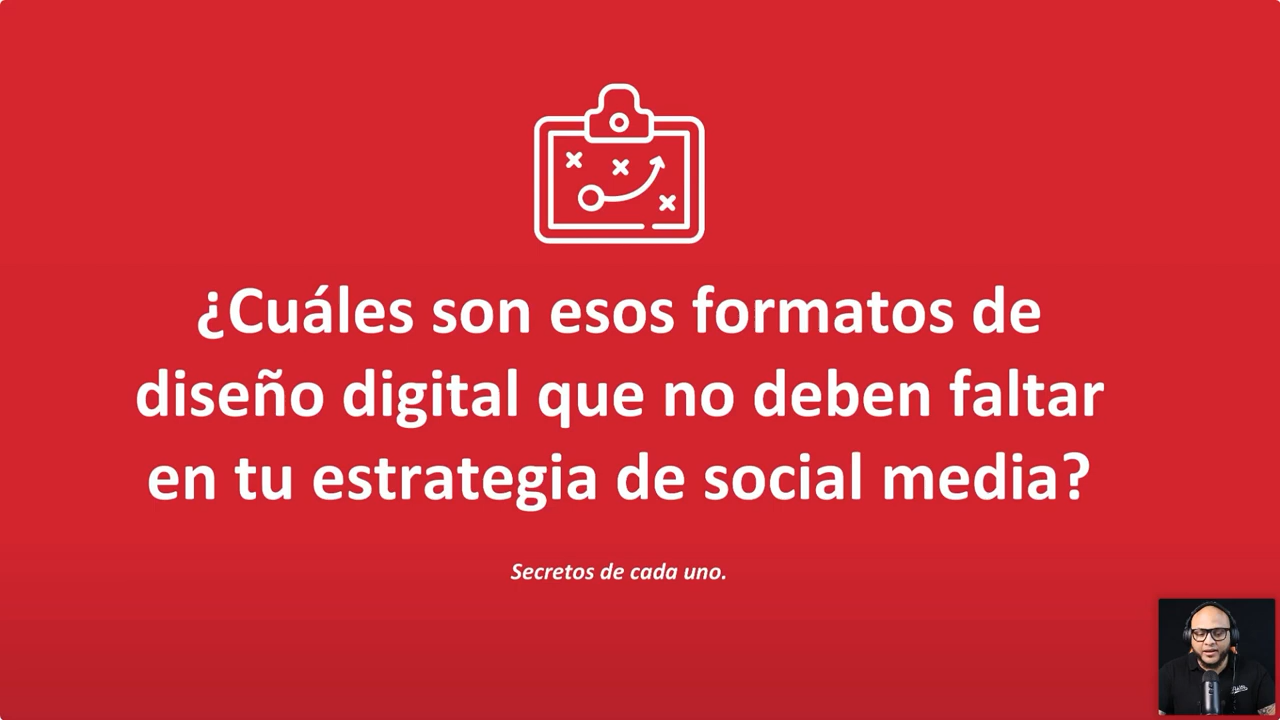 ¿Cuáles son esos formatos de
diseño digital que no deben faltar
en tu estrategia de social media?
Secretos de cada uno.